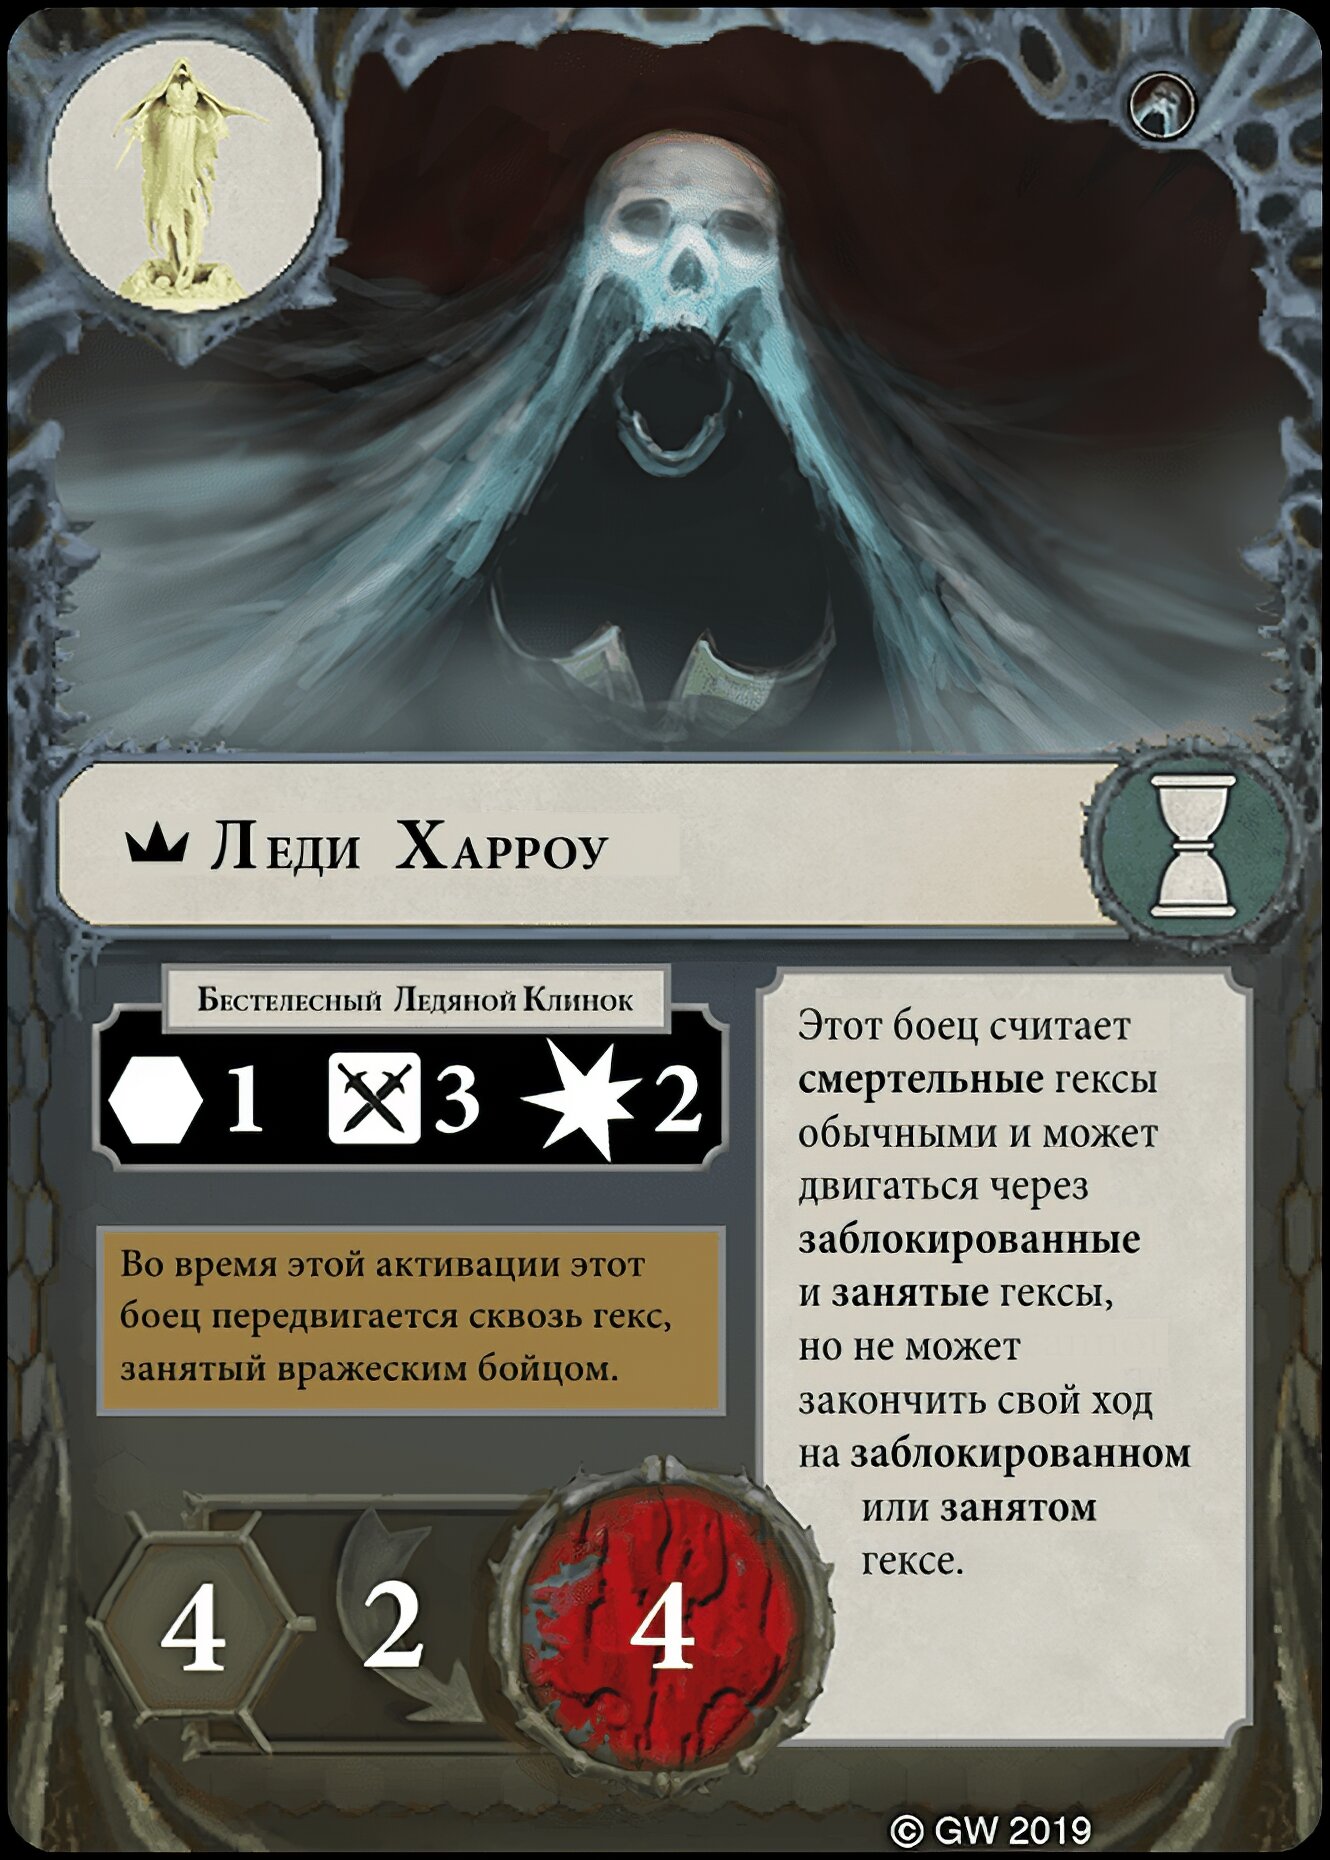 Леди Харроу
Бестелесный Ледяной Клинок
1 3 2
Во время этой активации этот
боец передвигается сквозь гекс,
занятый вражеским бойцом.
4 2 4
Этот боец считает
смертельные гексы
обычными и может
двигаться через
заблокированные
и занятые гексы,
но не может
закончить свой ход
на заблокированном
или занятом
гексе.
© GW 2019